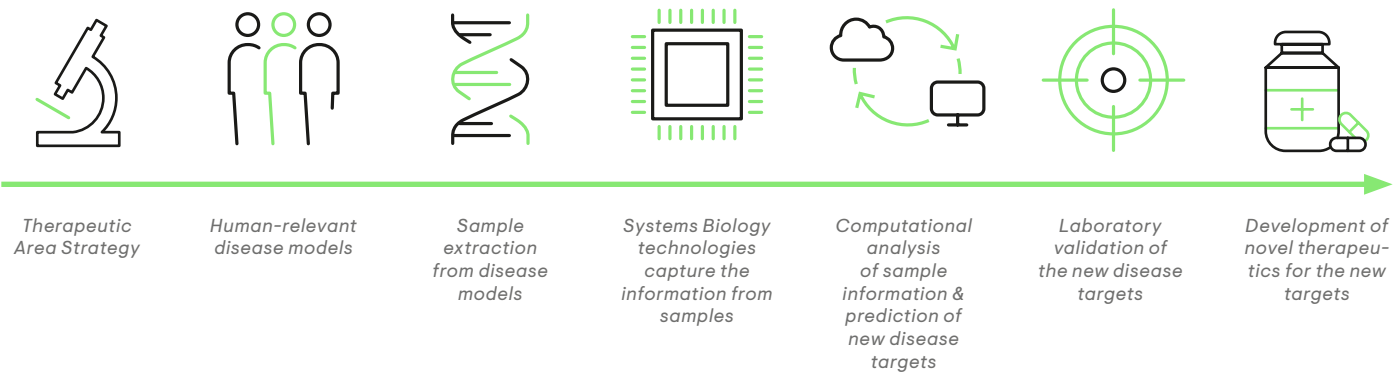 Therapeutic
Area Strategy
Human-relevant
disease models
Sample
extraction
from disease
models
Systems Biology
technologies
capture the
information from
samples
Computational
analysis
of sample
information &
prediction of
new disease
targets
Laboratory
validation of
the new disease
targets
Development of
novel therapeu-
tics for the new
targets